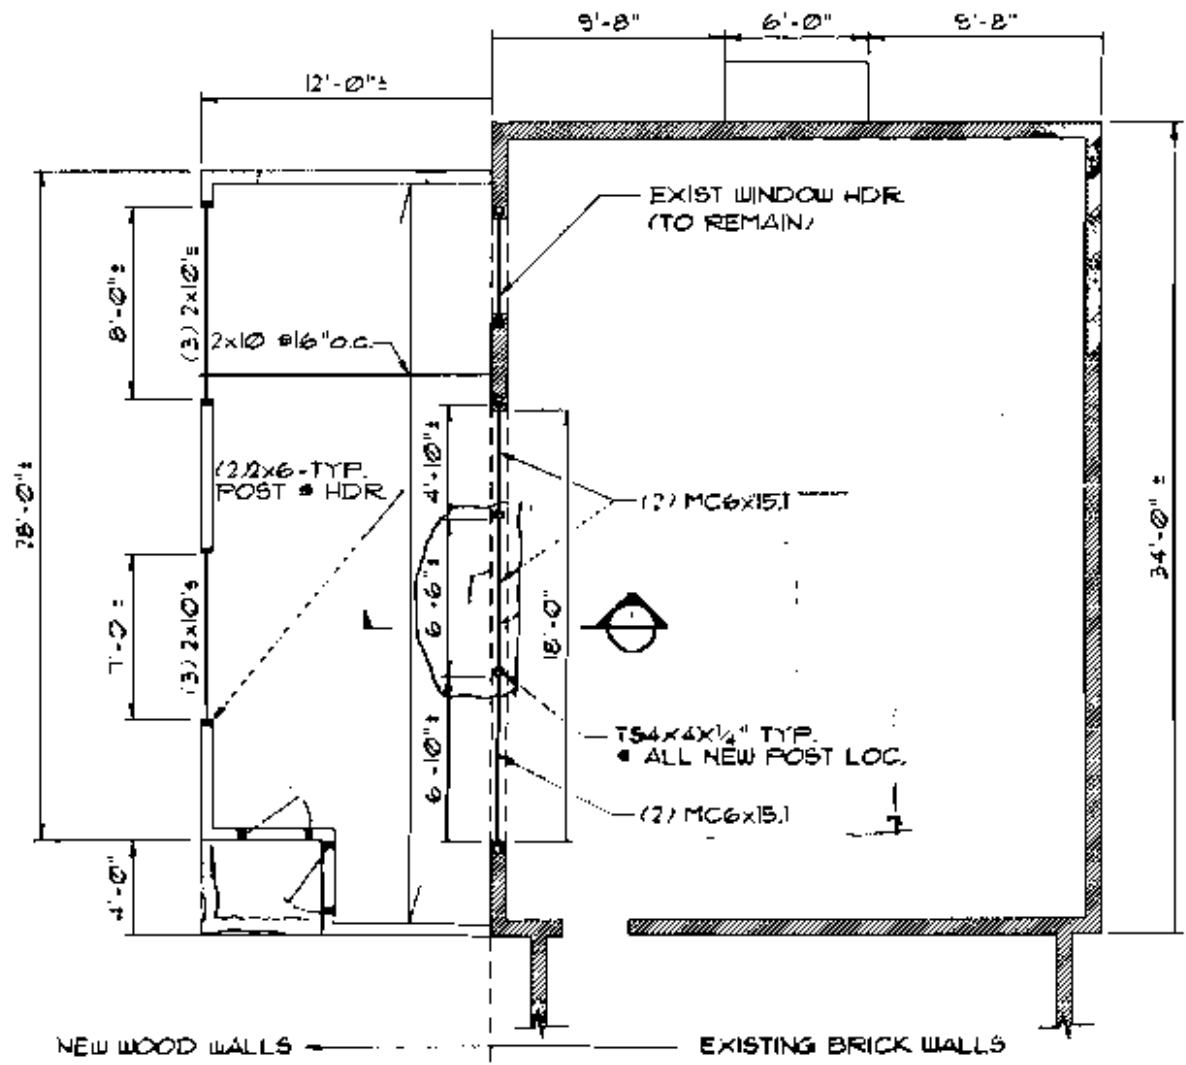 9'-8"
6'-0"
12'-0"±
EXIST WINDOW HDR.
(TO REMAIN)
8'-0"±
(3) 2x10's
2x10 @16"o.c.
4'-10"±
(2)2x6-TYP.
POST @ HDR.
(2) MC6x15.1
28'-0"±
34'-0"±
6'-6"±
18'-0"
7'-0"±
(3) 2x10's
TS4x4x1/4" TYP.
@ ALL NEW POST LOC.
6'-10"±
(2) MC6x15.1
4'-0"
NEW WOOD WALLS
EXISTING BRICK WALLS